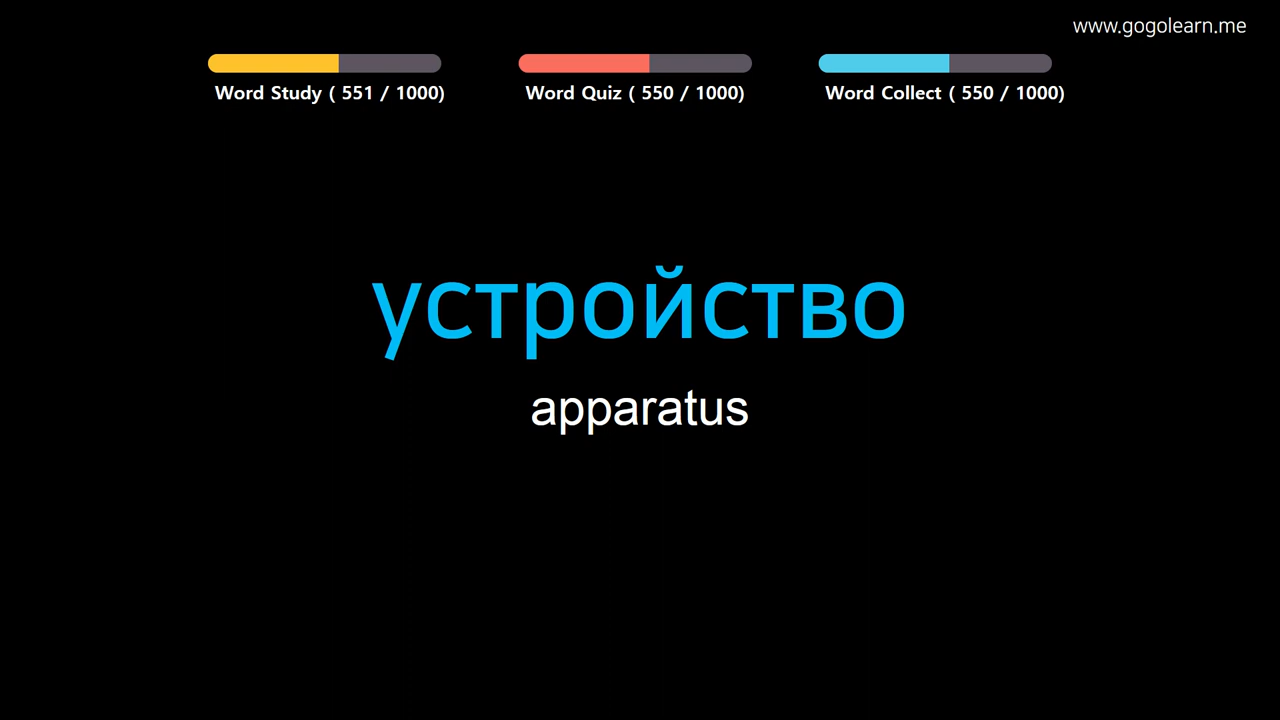 www.gogolearn.me
Word Study ( 551 / 1000)
Word Quiz ( 550 / 1000)
Word Collect ( 550 / 1000)
устройство
apparatus